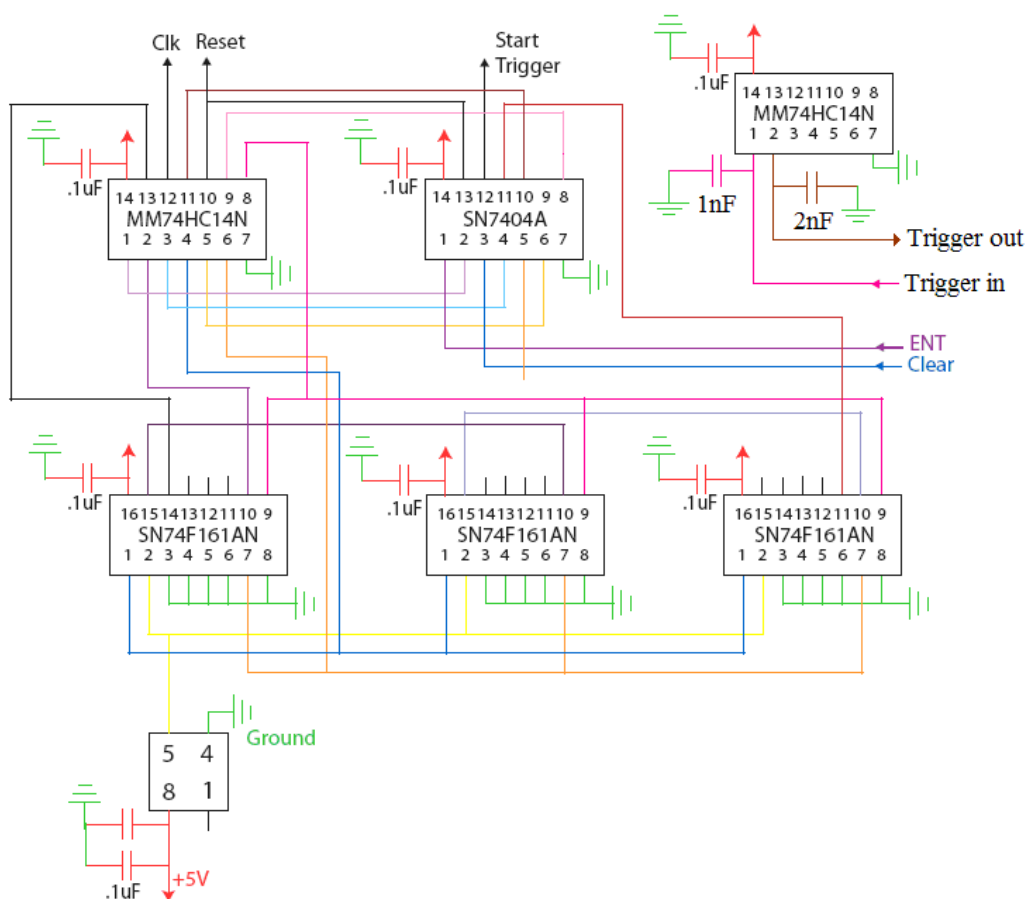 Clk Reset
Start
Trigger
.1uF
14 13 12 11 10 9 8
MM74HC14N
1 2 3 4 5 6 7
1nF
2nF
Trigger out
Trigger in
.1uF
14 13 12 11 10 9 8
MM74HC14N
1 2 3 4 5 6 7
.1uF
14 13 12 11 10 9 8
SN7404A
1 2 3 4 5 6 7
ENT
Clear
.1uF
16 15 14 13 12 11 10 9
SN74F161AN
1 2 3 4 5 6 7 8
.1uF
16 15 14 13 12 11 10 9
SN74F161AN
1 2 3 4 5 6 7 8
.1uF
16 15 14 13 12 11 10 9
SN74F161AN
1 2 3 4 5 6 7 8
Ground
5 4
8 1
.1uF
+5V